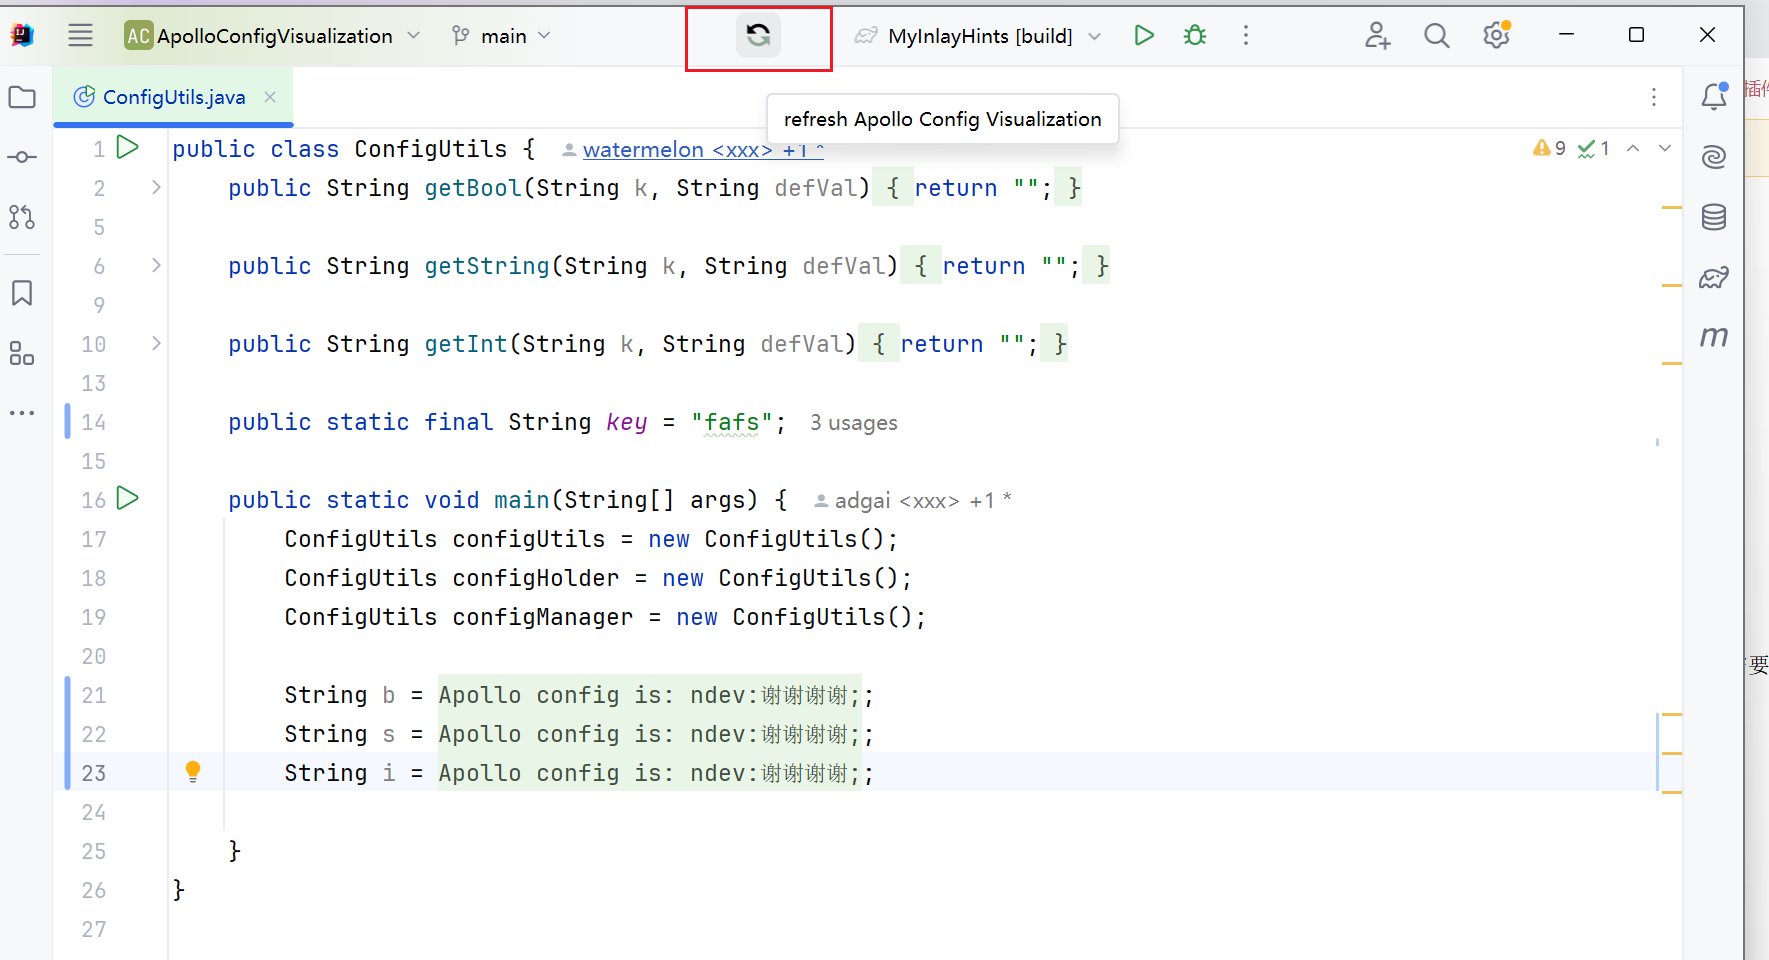 AC ApolloConfigVisualization main MyInlayHints [build]
ConfigUtils.java
refresh Apollo Config Visualization
插件
1 public class ConfigUtils { watermelon <xxx> +1 * 9 1
2 public String getBool(String k, String defVal) { return ""; }
5
6 public String getString(String k, String defVal) { return ""; }
9
10 public String getInt(String k, String defVal) { return ""; }
13
14 public static final String key = "fafs"; 3 usages
15
16 public static void main(String[] args) { adgai <xxx> +1 *
17 ConfigUtils configUtils = new ConfigUtils();
18 ConfigUtils configHolder = new ConfigUtils();
19 ConfigUtils configManager = new ConfigUtils();
20
要
21 String b = Apollo config is: ndev:谢谢谢谢;;
22 String s = Apollo config is: ndev:谢谢谢谢;;
23 String i = Apollo config is: ndev:谢谢谢谢;;
24
25 }
26 }
27
m